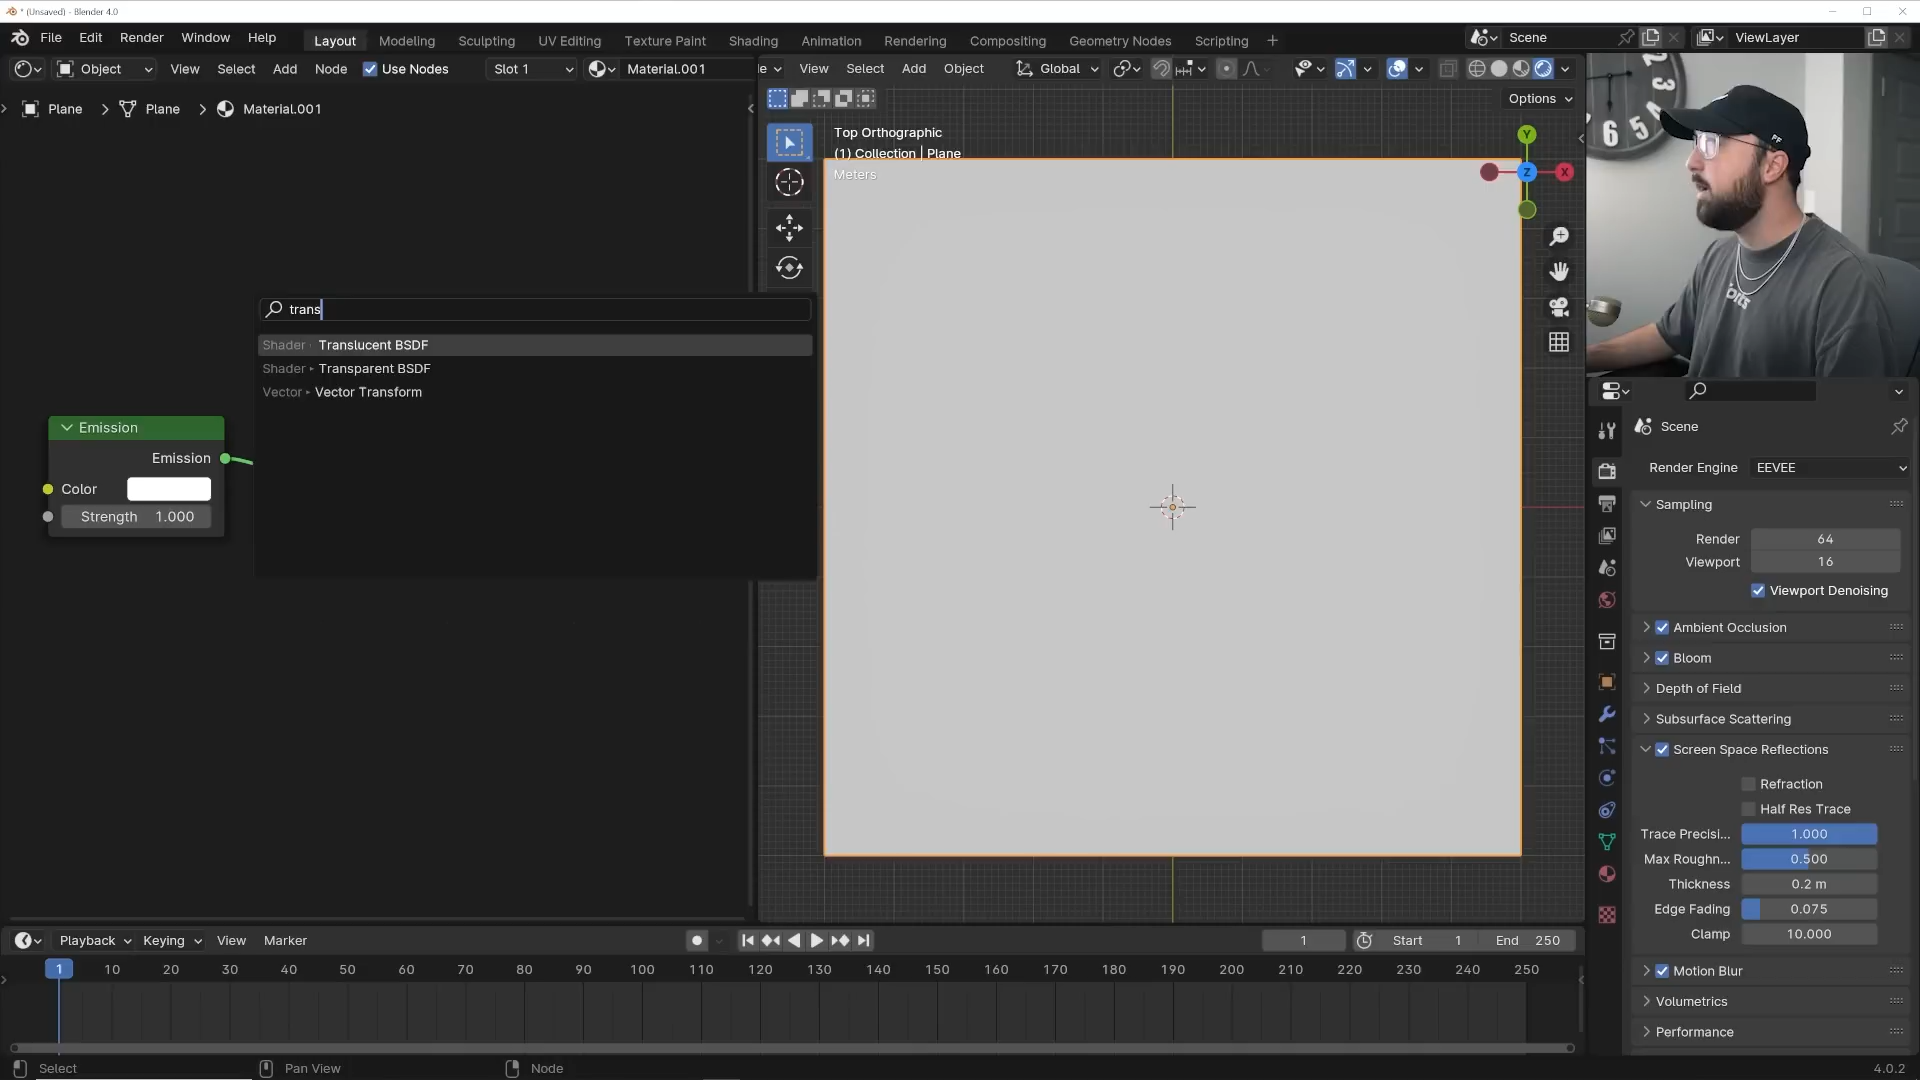 * (Unsaved) - Blender 4.0
File Edit Render Window Help Layout Modeling Sculpting UV Editing Texture Paint Shading Animation Rendering Compositing Geometry Nodes Scripting + Scene ViewLayer
Object View Select Add Node Use Nodes Slot 1 Material.001
View Select Add Object Global
Plane Plane Material.001
Options
Top Orthographic
(1) Collection | Plane
Meters
Y
Z
X
trans
Shader Translucent BSDF
Shader Transparent BSDF
Vector Vector Transform
Emission
Emission
Color
Strength 1.000
Scene
Render Engine EEVEE
Sampling
Render 64
Viewport 16
Viewport Denoising
Ambient Occlusion
Bloom
Depth of Field
Subsurface Scattering
Screen Space Reflections
Refraction
Half Res Trace
Trace Precisi... 1.000
Max Roughn... 0.500
Thickness 0.2 m
Edge Fading 0.075
Clamp 10.000
Motion Blur
Volumetrics
Performance
Playback Keying View Marker
1 Start 1 End 250
1 10 20 30 40 50 60 70 80 90 100 110 120 130 140 150 160 170 180 190 200 210 220 230 240 250
Select Pan View Node 4.0.2